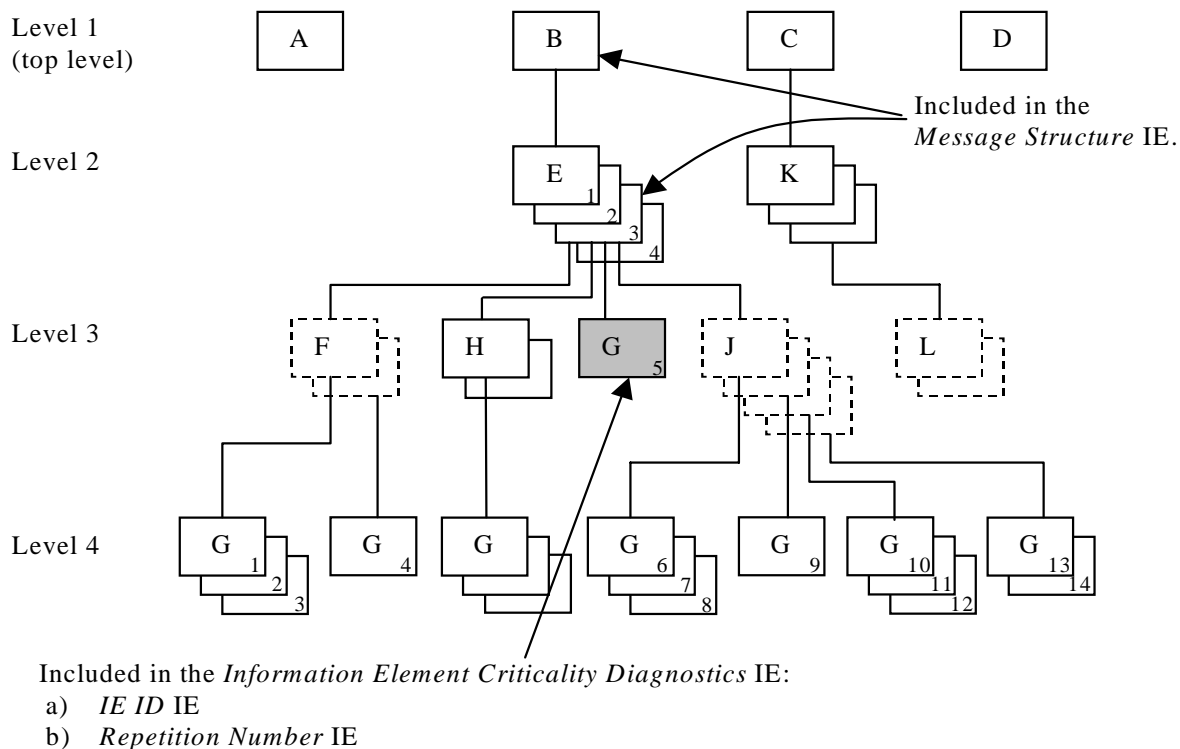 Level 1
(top level)
A
B
C
D
Included in the
Message Structure IE.
Level 2
E
1
2
3
4
K
Level 3
F
H
G
5
J
L
Level 4
G
1
2
3
G
4
G
G
6
7
8
G
9
G
10
11
12
G
13
14
Included in the Information Element Criticality Diagnostics IE:
a) IE ID IE
b) Repetition Number IE